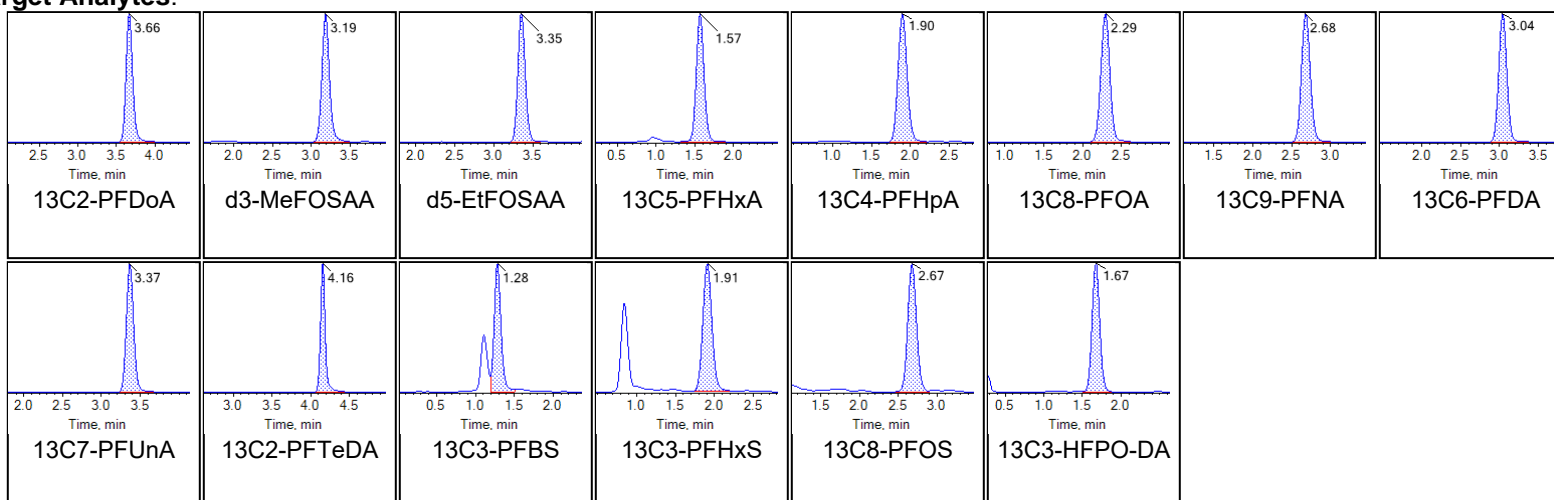 rget Analytes:
3.66
2.5 3.0 3.5 4.0
Time, min
13C2-PFDoA
3.19
2.0 2.5 3.0 3.5
Time, min
d3-MeFOSAA
3.35
2.0 2.5 3.0 3.5
Time, min
d5-EtFOSAA
1.57
0.5 1.0 1.5 2.0
Time, min
13C5-PFHxA
1.90
1.0 1.5 2.0 2.5
Time, min
13C4-PFHpA
2.29
1.0 1.5 2.0 2.5
Time, min
13C8-PFOA
2.68
1.5 2.0 2.5 3.0
Time, min
13C9-PFNA
3.04
2.0 2.5 3.0 3.5
Time, min
13C6-PFDA
3.37
2.0 2.5 3.0 3.5
Time, min
13C7-PFUnA
4.16
3.0 3.5 4.0 4.5
Time, min
13C2-PFTeDA
1.28
0.5 1.0 1.5 2.0
Time, min
13C3-PFBS
1.91
1.0 1.5 2.0 2.5
Time, min
13C3-PFHxS
2.67
1.5 2.0 2.5 3.0
Time, min
13C8-PFOS
1.67
0.5 1.0 1.5 2.0
Time, min
13C3-HFPO-DA